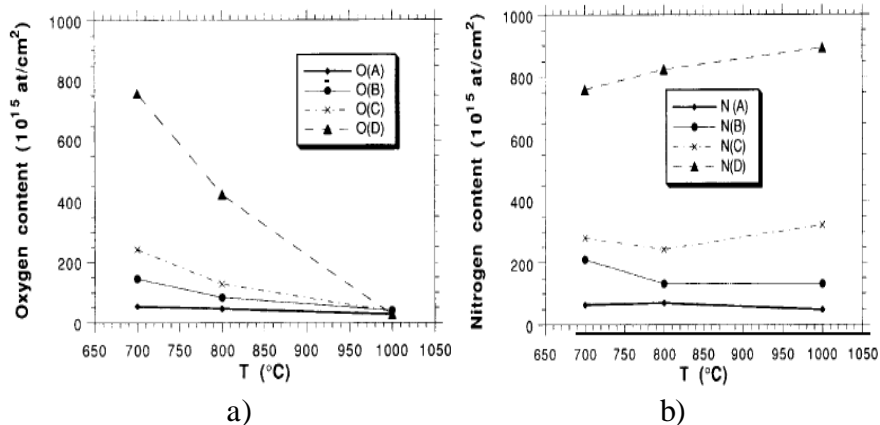 Oxygen content (10¹⁵ at/cm²)
1000
800
600
400
200
0
O(A)
O(B)
O(C)
O(D)
650 700 750 800 850 900 950 1000 1050
T (°C)
a)
Nitrogen content (10¹⁵ at/cm²)
1000
800
600
400
200
0
N (A)
N(B)
N(C)
N(D)
650 700 750 800 850 900 950 1000 1050
T (°C)
b)